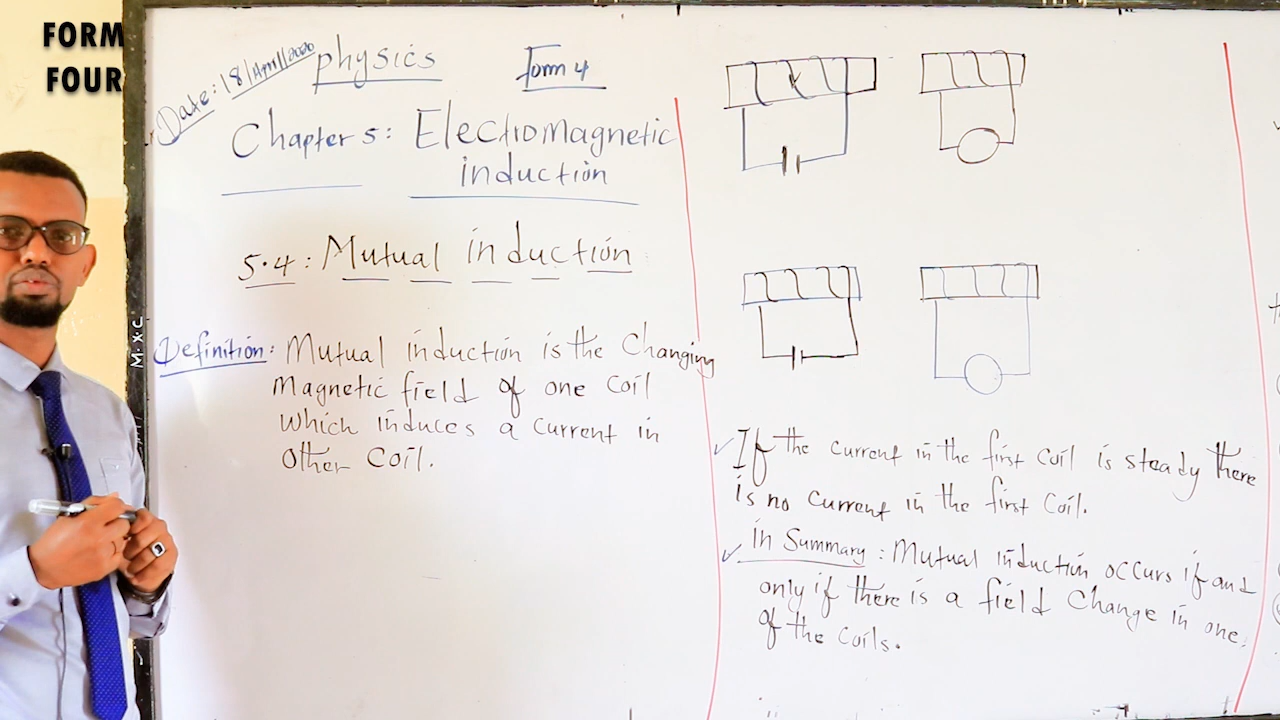 FORM
FOUR
Date: 18/April/2020
physics
Form 4
Chapter 5: Electromagnetic
induction
5.4: Mutual induction
Definition: Mutual induction is the Changing
Magnetic field of one coil
which induces a current in
other coil.
M.X.C
If the current in the first coil is steady there
is no current in the first coil.
in Summary: Mutual induction occurs if and
only if there is a field change in one
of the coils.